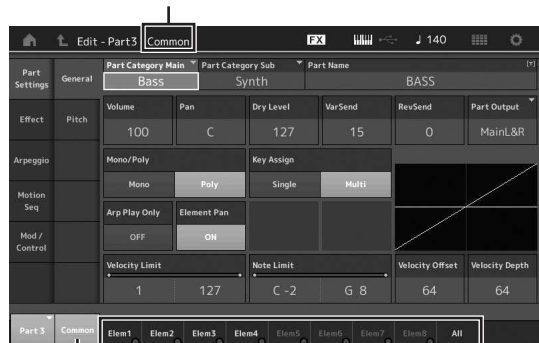 Edit - Part3 Common FX 140
Part Settings General Part Category Main Part Category Sub Part Name
Bass Synth BASS
Effect Pitch Volume Pan Dry Level VarSend RevSend Part Output
100 C 127 15 0 MainL&R
Arpeggio Mono/Poly Key Assign
Mono Poly Single Multi
Motion Seq Arp Play Only Element Pan
Mod / Control OFF ON
Velocity Limit Note Limit Velocity Offset Velocity Depth
1 127 C -2 G 8 64 64
Part 3 Common Elem1 Elem2 Elem3 Elem4 Elem5 Elem6 Elem7 Elem8 All